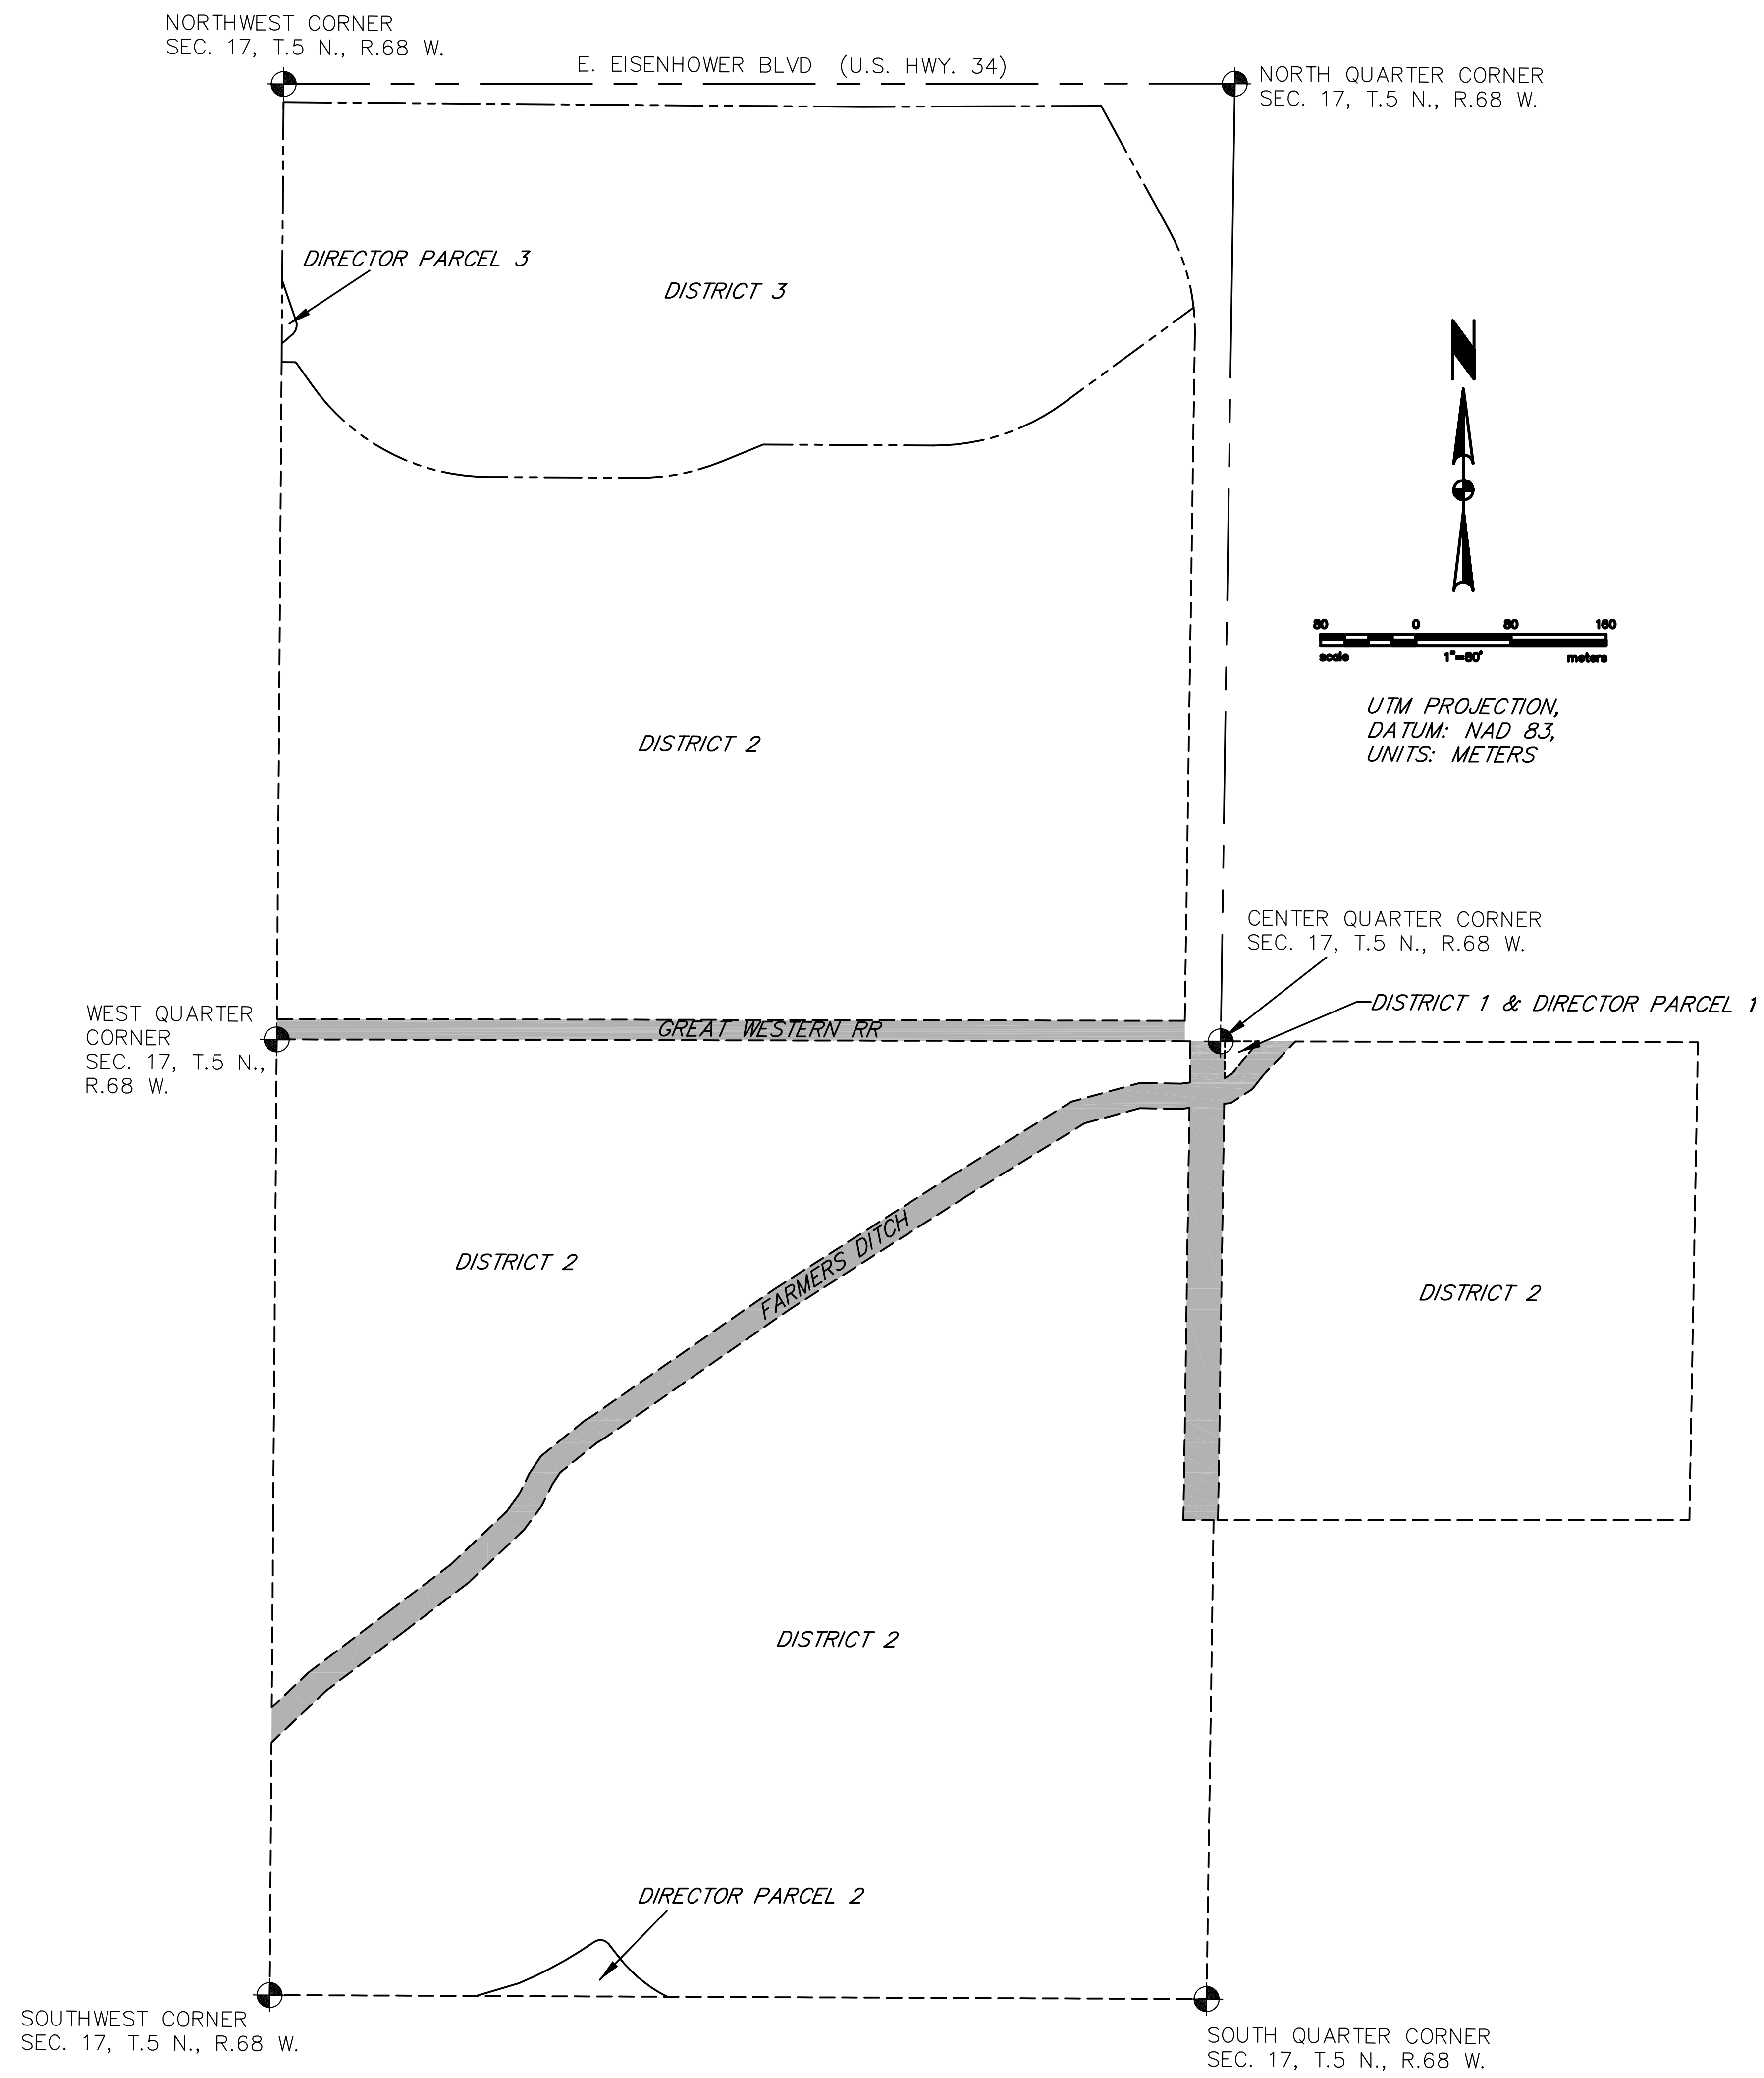 NORTHWEST CORNER
SEC. 17, T.5 N., R.68 W.
E. EISENHOWER BLVD (U.S. HWY. 34)
NORTH QUARTER CORNER
SEC. 17, T.5 N., R.68 W.
DIRECTOR PARCEL 3
DISTRICT 3
N
80 0 80 160
scale 1"=80' meters
UTM PROJECTION,
DATUM: NAD 83,
UNITS: METERS
DISTRICT 2
CENTER QUARTER CORNER
SEC. 17, T.5 N., R.68 W.
DISTRICT 1 & DIRECTOR PARCEL 1
WEST QUARTER
CORNER
SEC. 17, T.5 N.,
R.68 W.
GREAT WESTERN RR
FARMERS DITCH
DISTRICT 2
DISTRICT 2
DISTRICT 2
DIRECTOR PARCEL 2
SOUTHWEST CORNER
SEC. 17, T.5 N., R.68 W.
SOUTH QUARTER CORNER
SEC. 17, T.5 N., R.68 W.